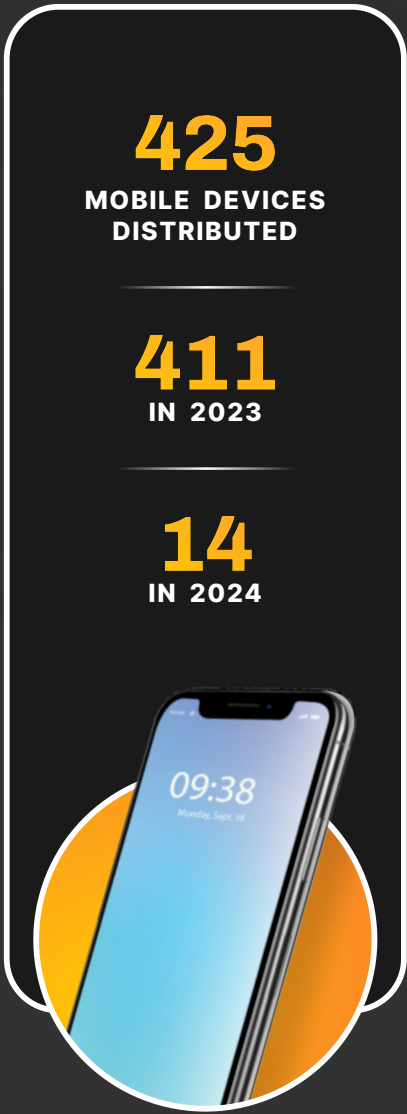 425
MOBILE DEVICES
DISTRIBUTED
411
IN 2023
14
IN 2024
09:38
Monday, Sept. 18